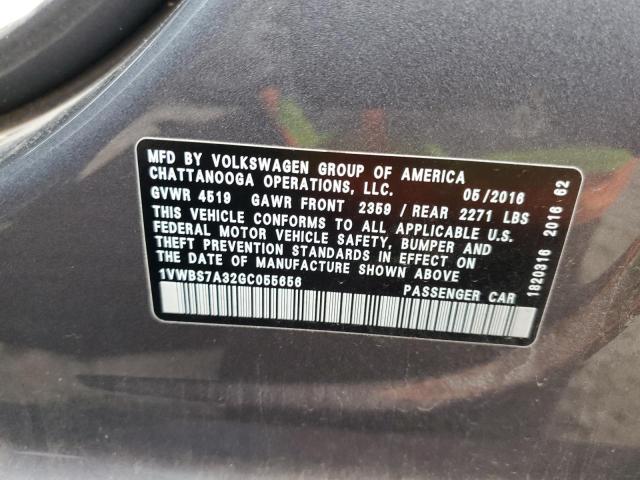 MFD BY VOLKSWAGEN GROUP OF AMERICA
CHATTANOOGA OPERATIONS, LLC. 05/2016
GVWR 4519 GAWR FRONT 2359 / REAR 2271 LBS
THIS VEHICLE CONFORMS TO ALL APPLICABLE U.S.
FEDERAL MOTOR VEHICLE SAFETY, BUMPER AND
THEFT PREVENTION STANDARDS IN EFFECT ON
THE DATE OF MANUFACTURE SHOWN ABOVE
1VWBS7A32GC055656 PASSENGER CAR
1820316 2016 62